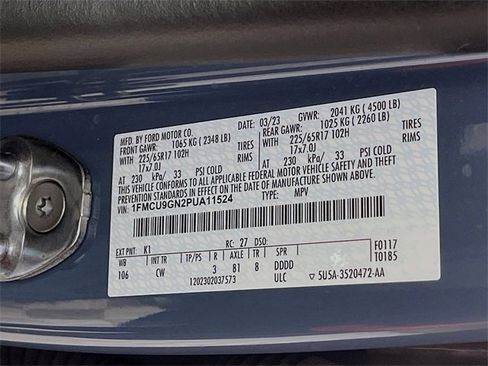 MFD. BY FORD MOTOR CO.
03/23 GVWR: 2041 KG ( 4500 LB)
FRONT GAWR: 1065 KG ( 2348 LB) REAR GAWR: 1025 KG ( 2260 LB)
WITH 225/65R17 102H TIRES WITH 225/65R17 102H TIRES
17x7.0J RIMS 17x7.0J RIMS
AT 230 kPa/ 33 PSI COLD AT 230 kPa/ 33 PSI COLD
THIS VEHICLE CONFORMS TO ALL APPLICABLE FEDERAL MOTOR VEHICLE SAFETY AND THEFT
PREVENTION STANDARDS IN EFFECT ON THE DATE OF MANUFACTURE SHOWN ABOVE.
VIN: 1FMCU9GN2PUA11524 TYPE: MPV
EXT PNT: K1 RC: 27 DSO: F0117
WB INT TR TP/PS R AXLE TR SPR T0185
106 CW 3 81 8 DDDD
1202302037573 ULC 5U5A-3520472-AA